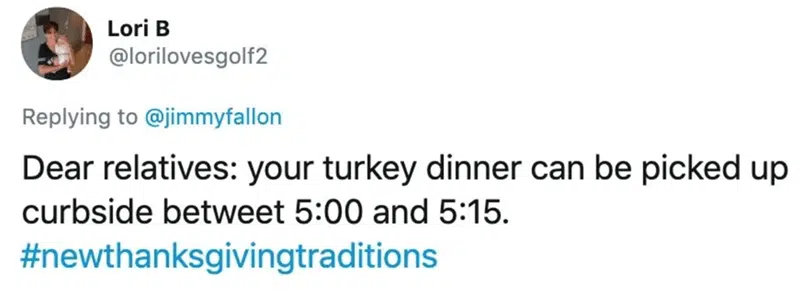 Lori B
@lorilovesgolf2
Replying to @jimmyfallon
Dear relatives: your turkey dinner can be picked up
curbside betweet 5:00 and 5:15.
#newthanksgivingtraditions